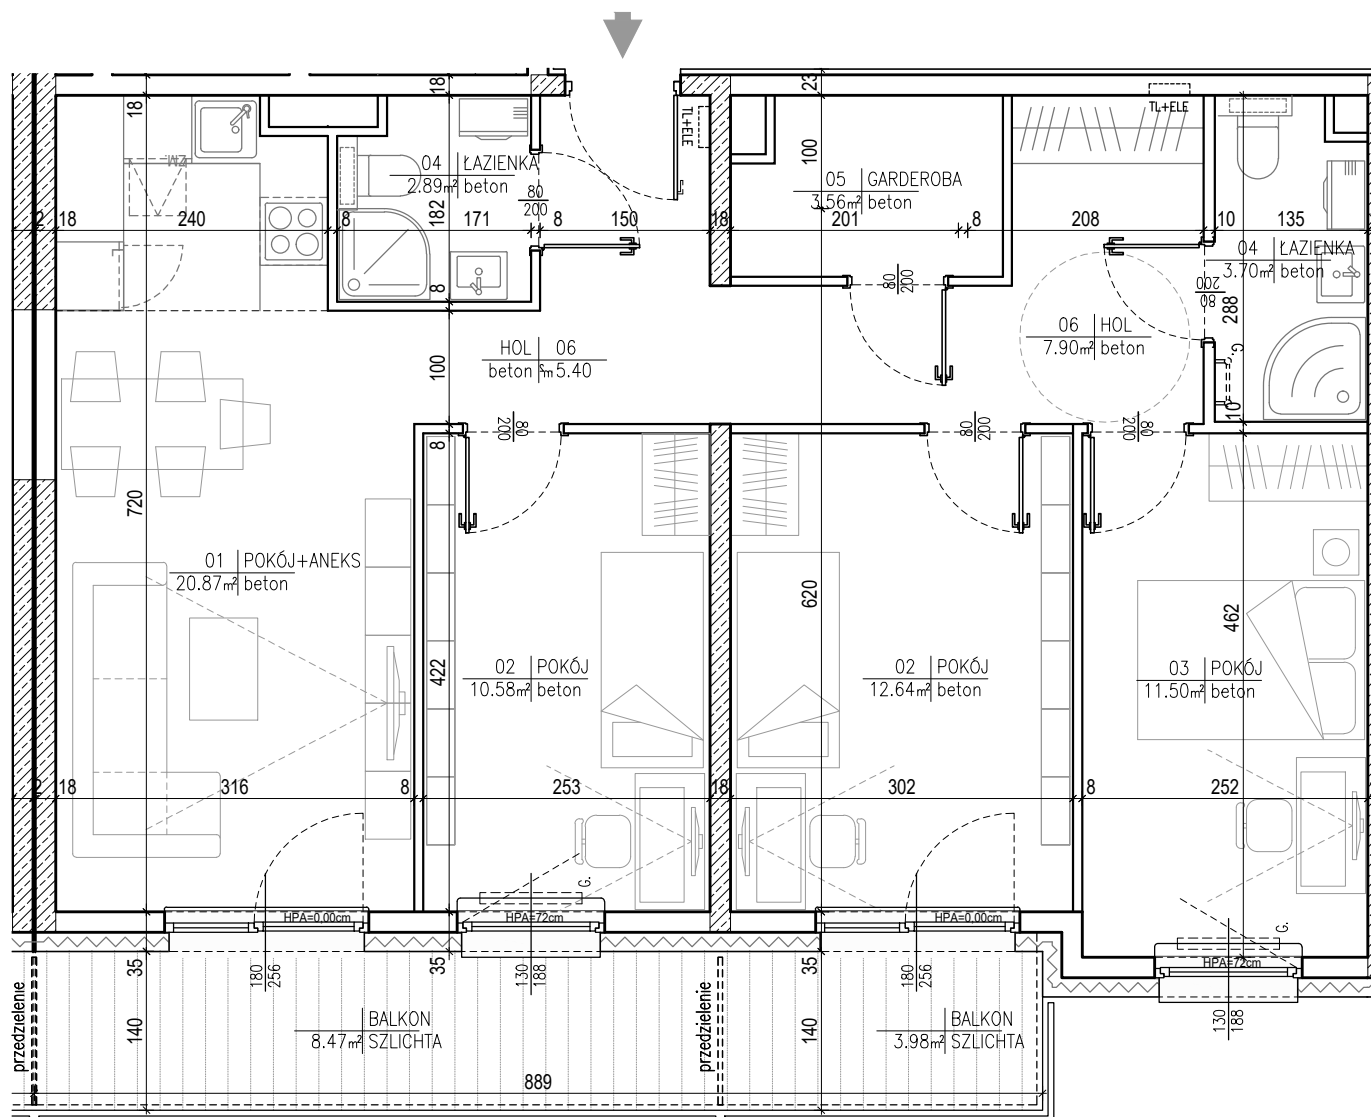 18
23
TL+ELE
TL+ELE
18
100
ZM
04 ŁAZIENKA
2.89m² beton
80
200
05 GARDEROBA
3.56m² beton
182
2
18
240
8
171
8
150
18
201
8
208
10
135
04 ŁAZIENKA
3.70m² beton
80
200
80
200
288
8
06 HOL
7.90m² beton
HOL 06
beton m² 5.40
100
G.
10
80
200
80
200
80
200
8
720
01 POKÓJ+ANEKS
20.87m² beton
620
462
422
02 POKÓJ
10.58m² beton
02 POKÓJ
12.64m² beton
03 POKÓJ
11.50m² beton
2
18
316
8
253
18
302
8
252
G.
HPA=0,00cm
HPA=72cm
HPA=0,00cm
G.
HPA=72cm
35
180
256
35
130
188
35
180
256
130
188
przedzielenie
140
BALKON
8.47m² SZLICHTA
przedzielenie
140
BALKON
3.98m² SZLICHTA
889